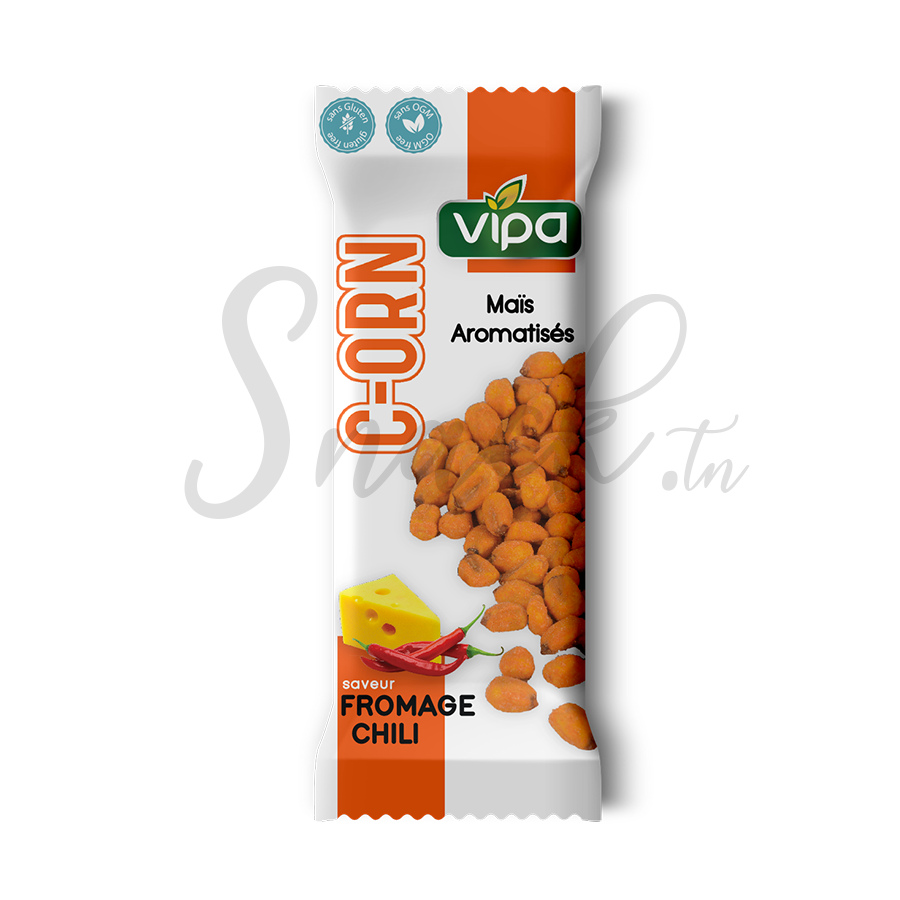 sans Gluten
gluten free
sans OGM
OGM free
vipa
C-ORN
Maïs
Aromatisés
Snack.tn
saveur
FROMAGE
CHILI